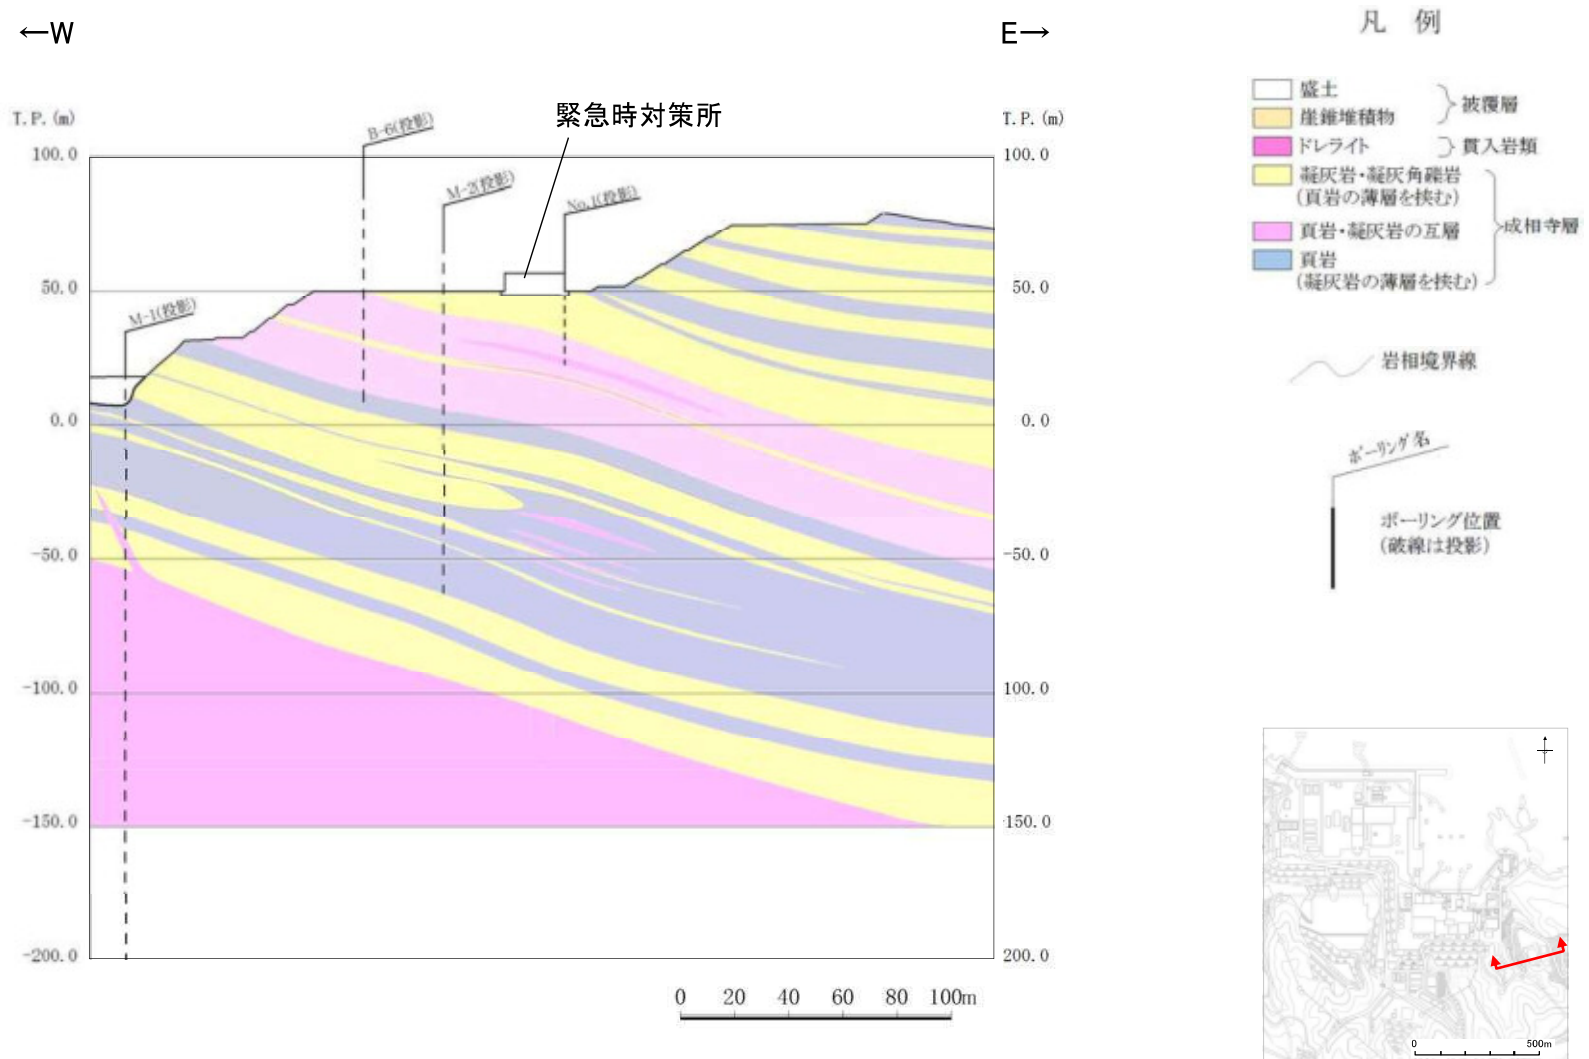 ←W
E→
緊急時対策所
T.P.(m)
T.P.(m)
B-6(投影)
M-2(投影)
No.1(投影)
M-1(投影)
100.0
50.0
0.0
-50.0
-100.0
-150.0
-200.0
100.0
50.0
0.0
-50.0
100.0
-150.0
200.0
0 20 40 60 80 100m
凡 例
盛土
崖錐堆積物
被覆層
ドレライト
貫入岩類
凝灰岩・凝灰角礫岩
(頁岩の薄層を挟む)
頁岩・凝灰岩の互層
成相寺層
頁岩
(凝灰岩の薄層を挟む)
岩相境界線
ボーリング名
ボーリング位置
(破線は投影)
0 500m